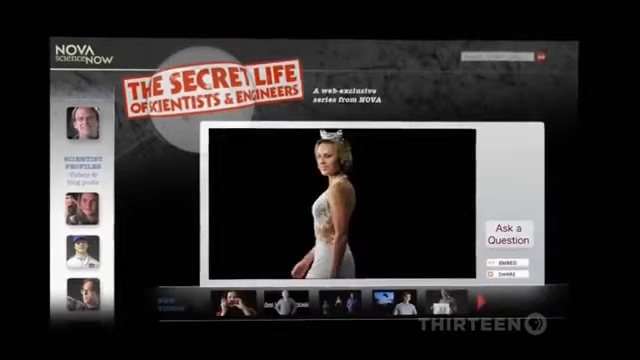 NOVA
scienceNOW
THE SECRET LIFE
OF SCIENTISTS & ENGINEERS
A web-exclusive
series from NOVA
SCIENTIST
PROFILES
Videos &
blog posts
Ask a
Question
EMBED
SHARE
THIRTEEN
PBS